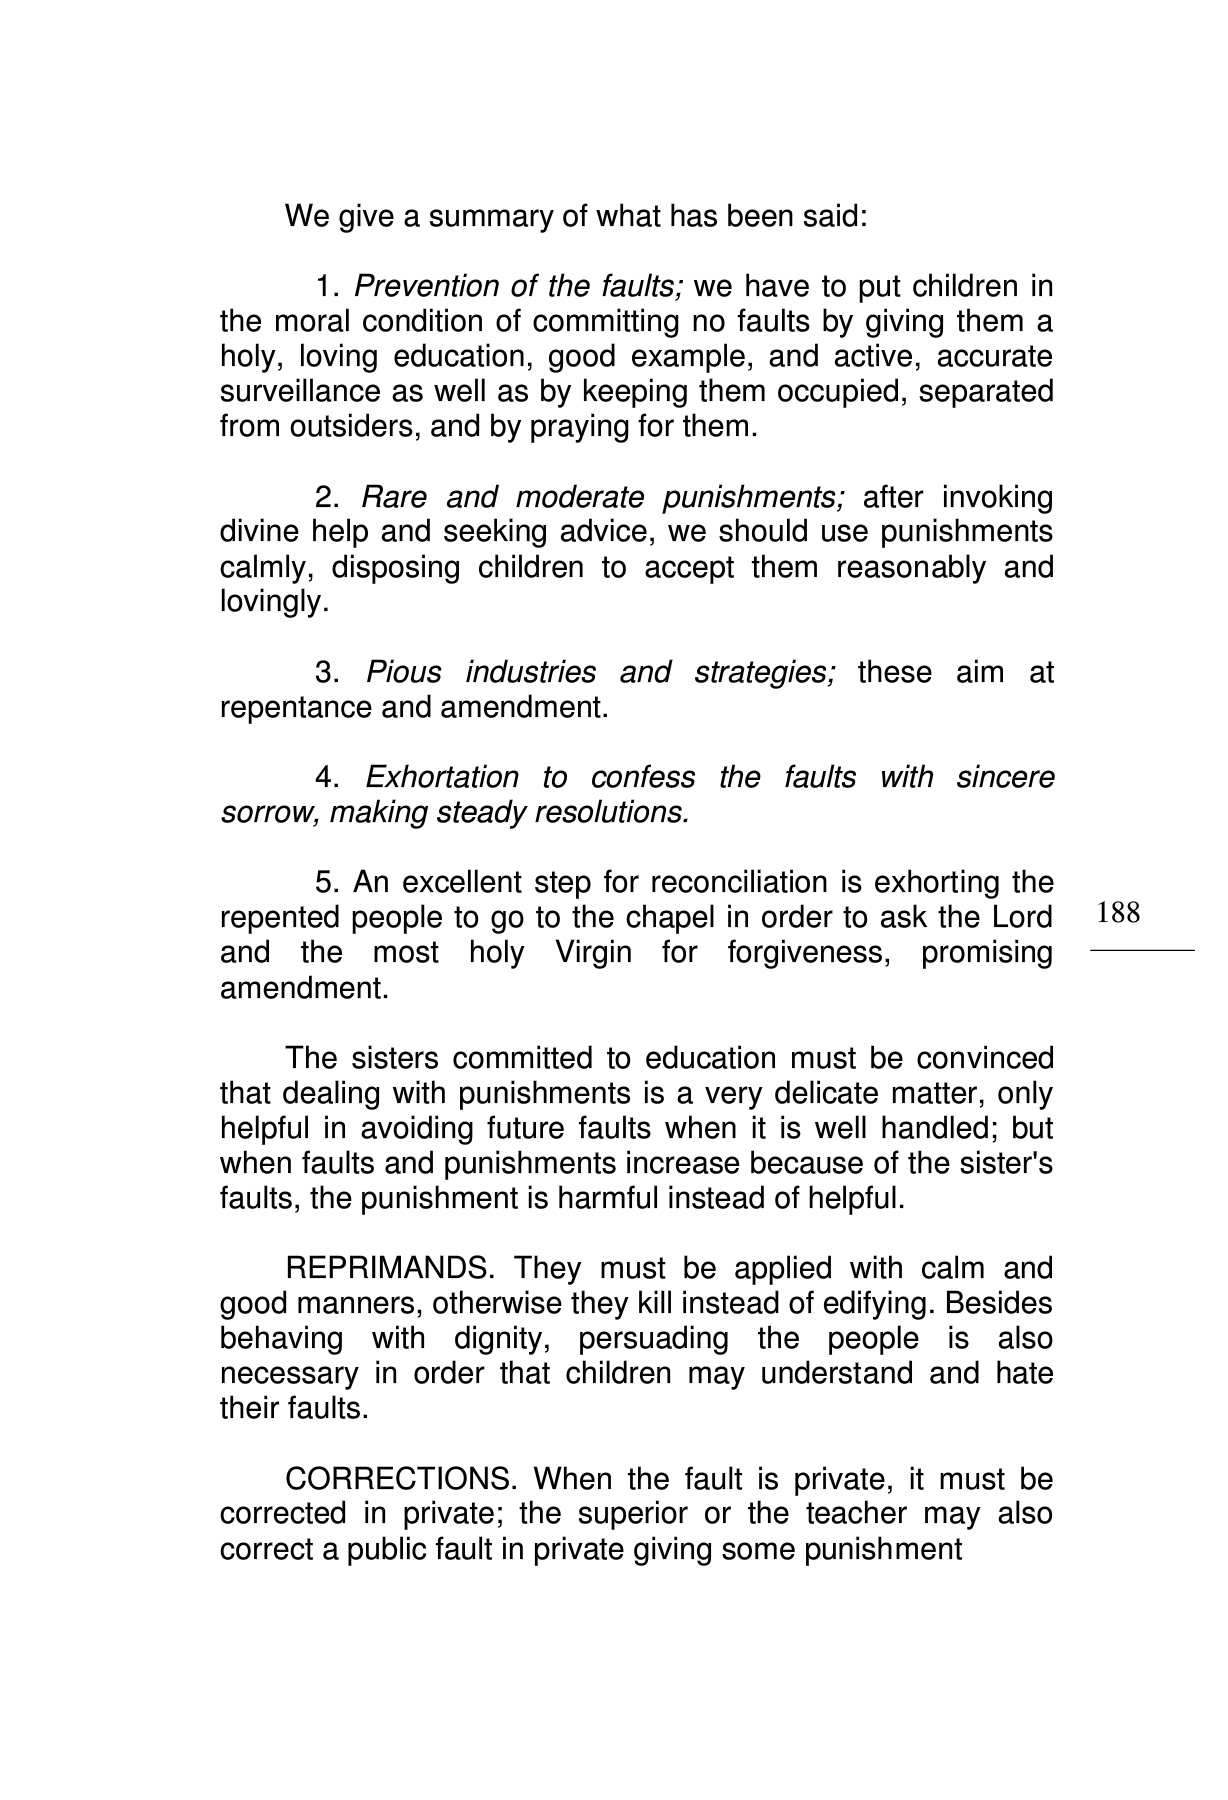 We give a summary of what has been said:
1. Prevention of the faults; we have to put children in
the moral condition of committing no faults by giving them a
holy, loving education, good example, and active, accurate
surveillance as well as by keeping them occupied, separated
from outsiders, and by praying for them.
2. Rare and moderate punishments; after invoking
divine help and seeking advice, we should use punishments
calmly, disposing children to accept them reasonably and
lovingly.
3. Pious industries and strategies; these aim at
repentance and amendment.
4. Exhortation to confess the faults with sincere
sorrow, making steady resolutions.
5. An excellent step for reconciliation is exhorting the
repented people to go to the chapel in order to ask the Lord
and the most holy Virgin for forgiveness, promising
amendment.
188
The sisters committed to education must be convinced
that dealing with punishments is a very delicate matter, only
helpful in avoiding future faults when it is well handled; but
when faults and punishments increase because of the sister's
faults, the punishment is harmful instead of helpful.
REPRIMANDS. They must be applied with calm and
good manners, otherwise they kill instead of edifying. Besides
behaving with dignity, persuading the people is also
necessary in order that children may understand and hate
their faults.
CORRECTIONS. When the fault is private, it must be
corrected in private; the superior or the teacher may also
correct a public fault in private giving some punishment